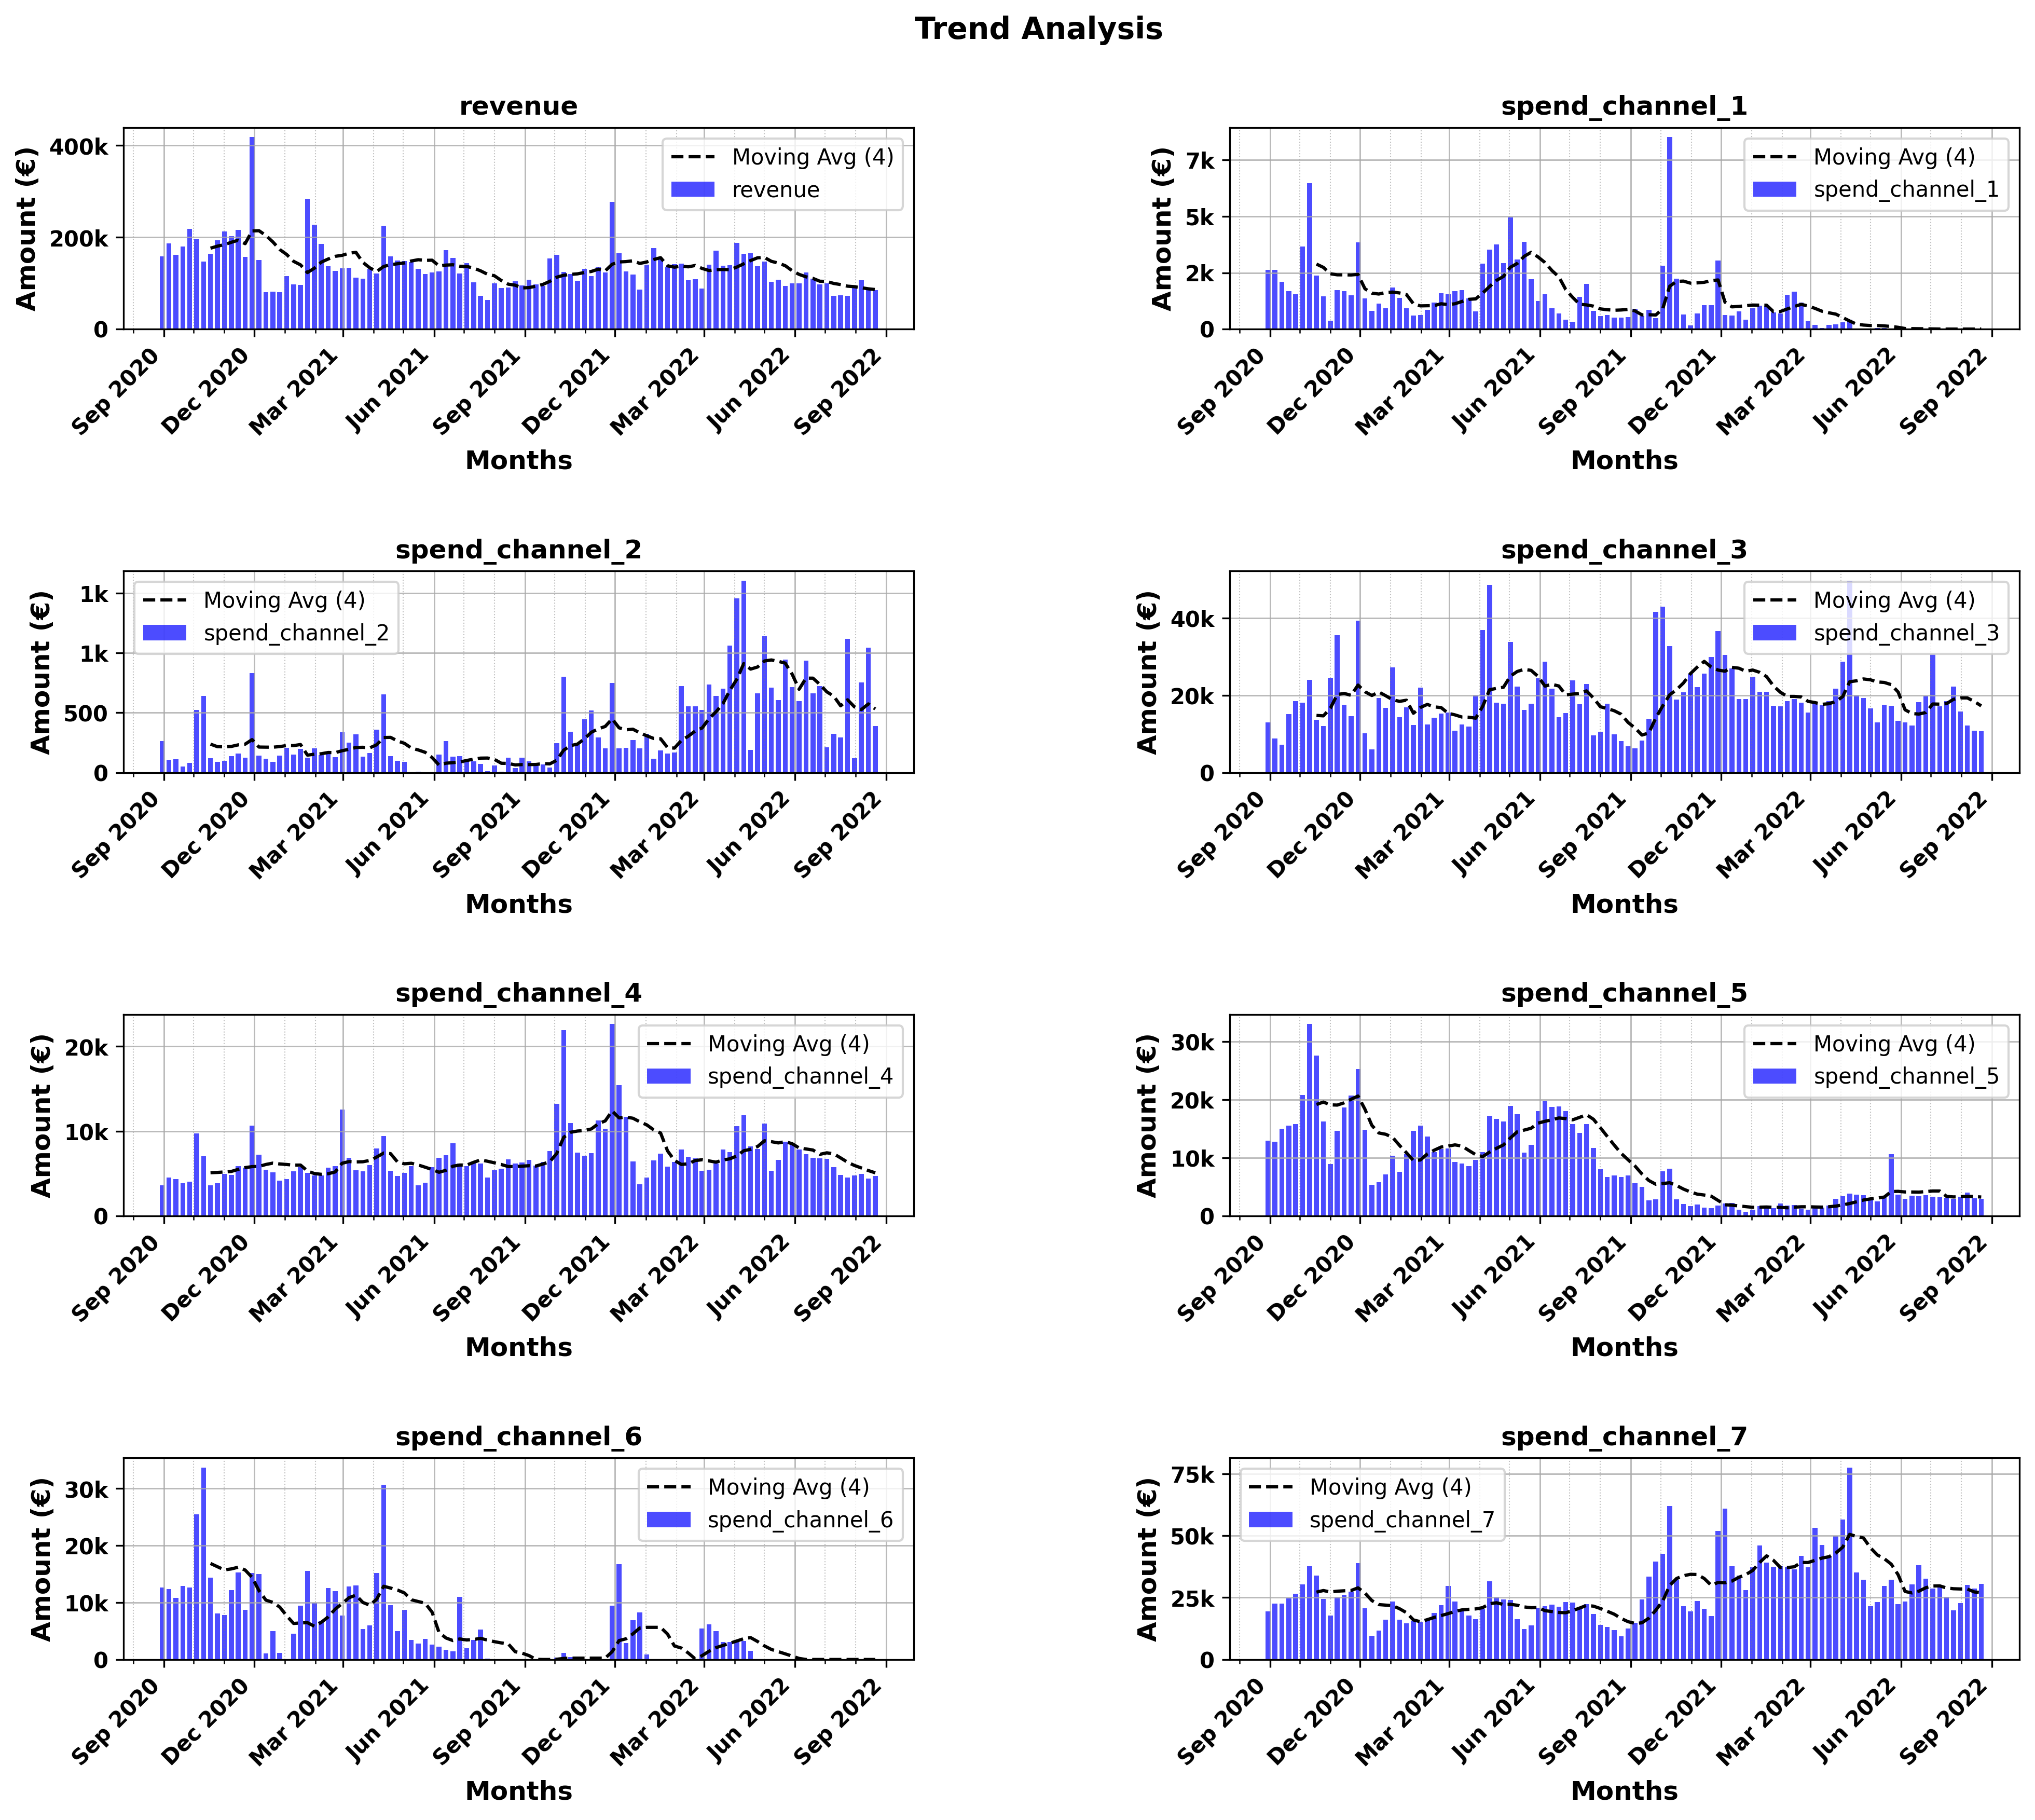 Trend Analysis
revenue
Amount (€)
400k
200k
0
Moving Avg (4)
revenue
Sep 2020
Dec 2020
Mar 2021
Jun 2021
Sep 2021
Dec 2021
Mar 2022
Jun 2022
Sep 2022
Months
spend_channel_1
Amount (€)
7k
5k
2k
0
Moving Avg (4)
spend_channel_1
Sep 2020
Dec 2020
Mar 2021
Jun 2021
Sep 2021
Dec 2021
Mar 2022
Jun 2022
Sep 2022
Months
spend_channel_2
Amount (€)
1k
1k
500
0
Moving Avg (4)
spend_channel_2
Sep 2020
Dec 2020
Mar 2021
Jun 2021
Sep 2021
Dec 2021
Mar 2022
Jun 2022
Sep 2022
Months
spend_channel_3
Amount (€)
40k
20k
0
Moving Avg (4)
spend_channel_3
Sep 2020
Dec 2020
Mar 2021
Jun 2021
Sep 2021
Dec 2021
Mar 2022
Jun 2022
Sep 2022
Months
spend_channel_4
Amount (€)
20k
10k
0
Moving Avg (4)
spend_channel_4
Sep 2020
Dec 2020
Mar 2021
Jun 2021
Sep 2021
Dec 2021
Mar 2022
Jun 2022
Sep 2022
Months
spend_channel_5
Amount (€)
30k
20k
10k
0
Moving Avg (4)
spend_channel_5
Sep 2020
Dec 2020
Mar 2021
Jun 2021
Sep 2021
Dec 2021
Mar 2022
Jun 2022
Sep 2022
Months
spend_channel_6
Amount (€)
30k
20k
10k
0
Moving Avg (4)
spend_channel_6
Sep 2020
Dec 2020
Mar 2021
Jun 2021
Sep 2021
Dec 2021
Mar 2022
Jun 2022
Sep 2022
Months
spend_channel_7
Amount (€)
75k
50k
25k
0
Moving Avg (4)
spend_channel_7
Sep 2020
Dec 2020
Mar 2021
Jun 2021
Sep 2021
Dec 2021
Mar 2022
Jun 2022
Sep 2022
Months